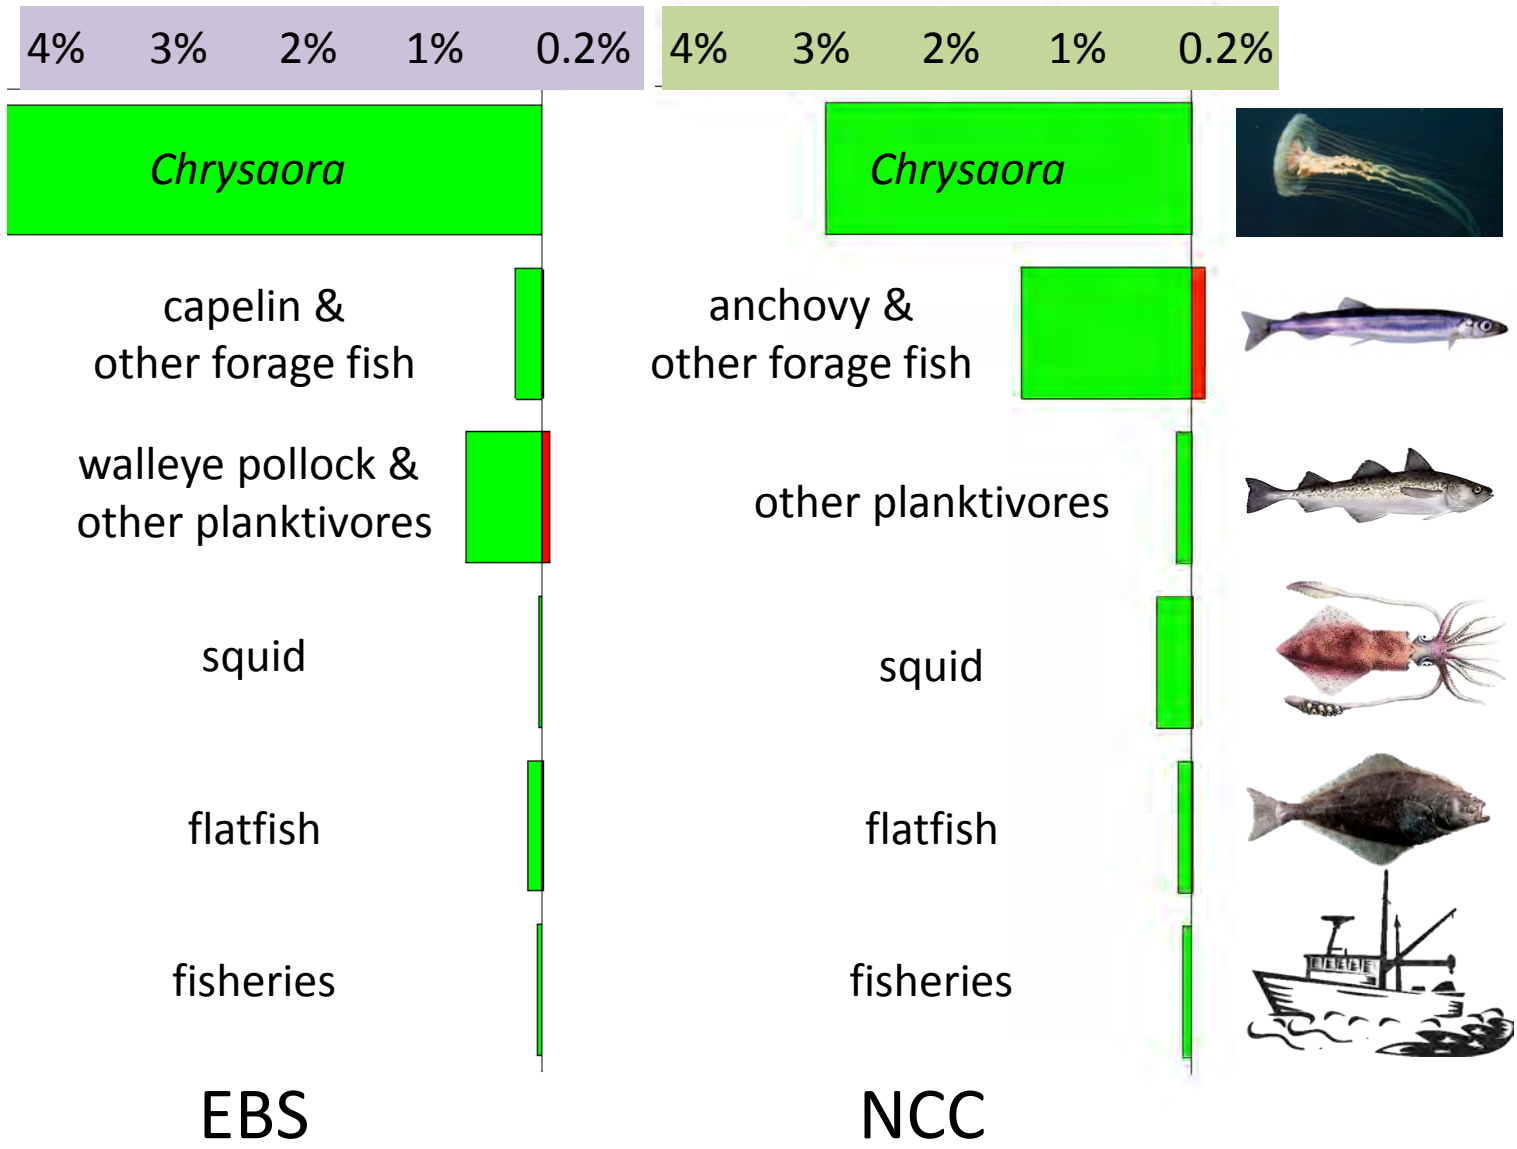 4% 3% 2% 1% 0.2%
4% 3% 2% 1% 0.2%
Chrysaora
Chrysaora
capelin &
other forage fish
anchovy &
other forage fish
walleye pollock &
other planktivores
other planktivores
squid
squid
flatfish
flatfish
fisheries
fisheries
EBS
NCC